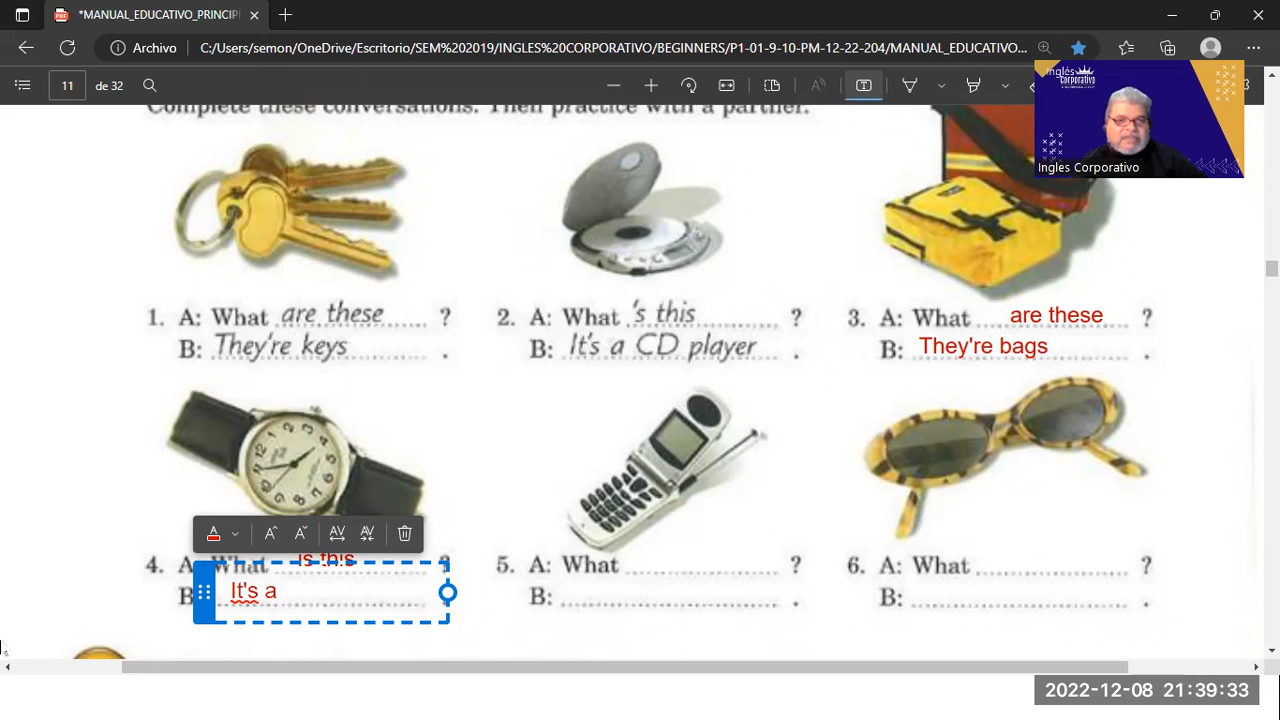 *MANUAL_EDUCATIVO_PRINCIPI
Archivo
C:/Users/semon/OneDrive/Escritorio/SEM%202019/INGLES%20CORPORATIVO/BEGINNERS/P1-01-9-10-PM-12-22-204/MANUAL_EDUCATIVO...
11 de 32
Inglés
Corporativo
Ingles Corporativo
Complete these conversations. Then practice with a partner.
1. A: What are these ?
B: They're keys .
2. A: What 's this ?
B: It's a CD player .
3. A: What are these ?
B: They're bags .
4. A: What is this ?
B: It's a
5. A: What ?
B: .
6. A: What ?
B: .
2022-12-08 21:39:33